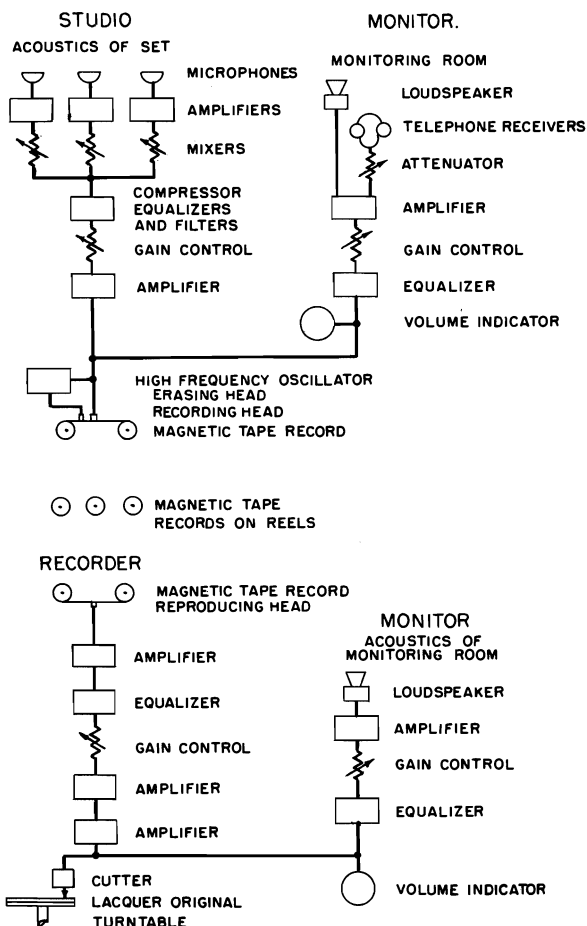 STUDIO
ACOUSTICS OF SET
MICROPHONES
AMPLIFIERS
MIXERS
COMPRESSOR
EQUALIZERS
AND FILTERS
GAIN CONTROL
AMPLIFIER
MONITOR.
MONITORING ROOM
LOUDSPEAKER
TELEPHONE RECEIVERS
ATTENUATOR
AMPLIFIER
GAIN CONTROL
EQUALIZER
VOLUME INDICATOR
HIGH FREQUENCY OSCILLATOR
ERASING HEAD
RECORDING HEAD
MAGNETIC TAPE RECORD
MAGNETIC TAPE
RECORDS ON REELS
RECORDER
MAGNETIC TAPE RECORD
REPRODUCING HEAD
AMPLIFIER
EQUALIZER
GAIN CONTROL
AMPLIFIER
AMPLIFIER
CUTTER
LACQUER ORIGINAL
TURNTABLE
MONITOR
ACOUSTICS OF
MONITORING ROOM
LOUDSPEAKER
AMPLIFIER
GAIN CONTROL
EQUALIZER
VOLUME INDICATOR